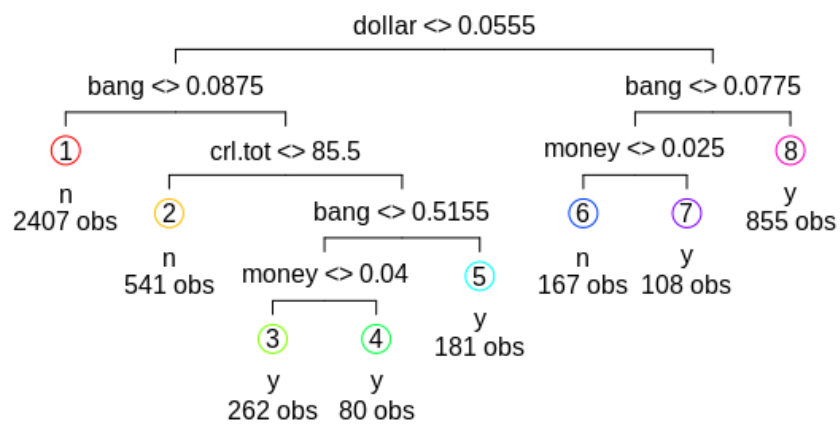 dollar <> 0.0555
bang <> 0.0875
bang <> 0.0775
1
n
2407 obs
crl.tot <> 85.5
money <> 0.025
8
y
855 obs
2
n
541 obs
bang <> 0.5155
6
n
167 obs
7
y
108 obs
money <> 0.04
5
y
181 obs
3
y
262 obs
4
y
80 obs